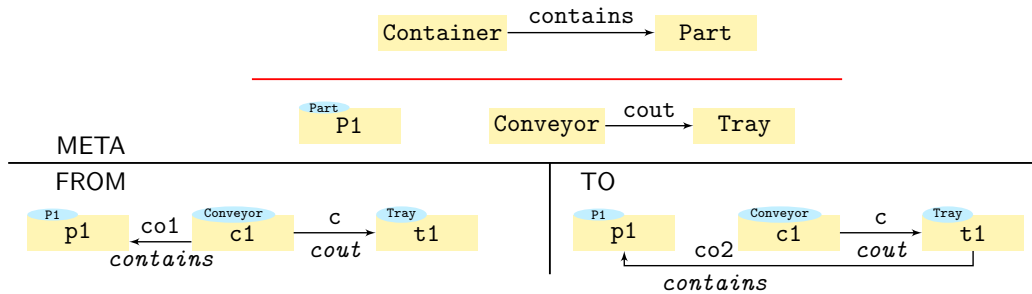 contains
Container Part
Part
P1 Conveyor cout Tray
META
FROM TO
P1 Conveyor Tray P1 Conveyor Tray
p1 co1 c1 c t1 p1 co2 c1 c t1
contains cout cout
contains